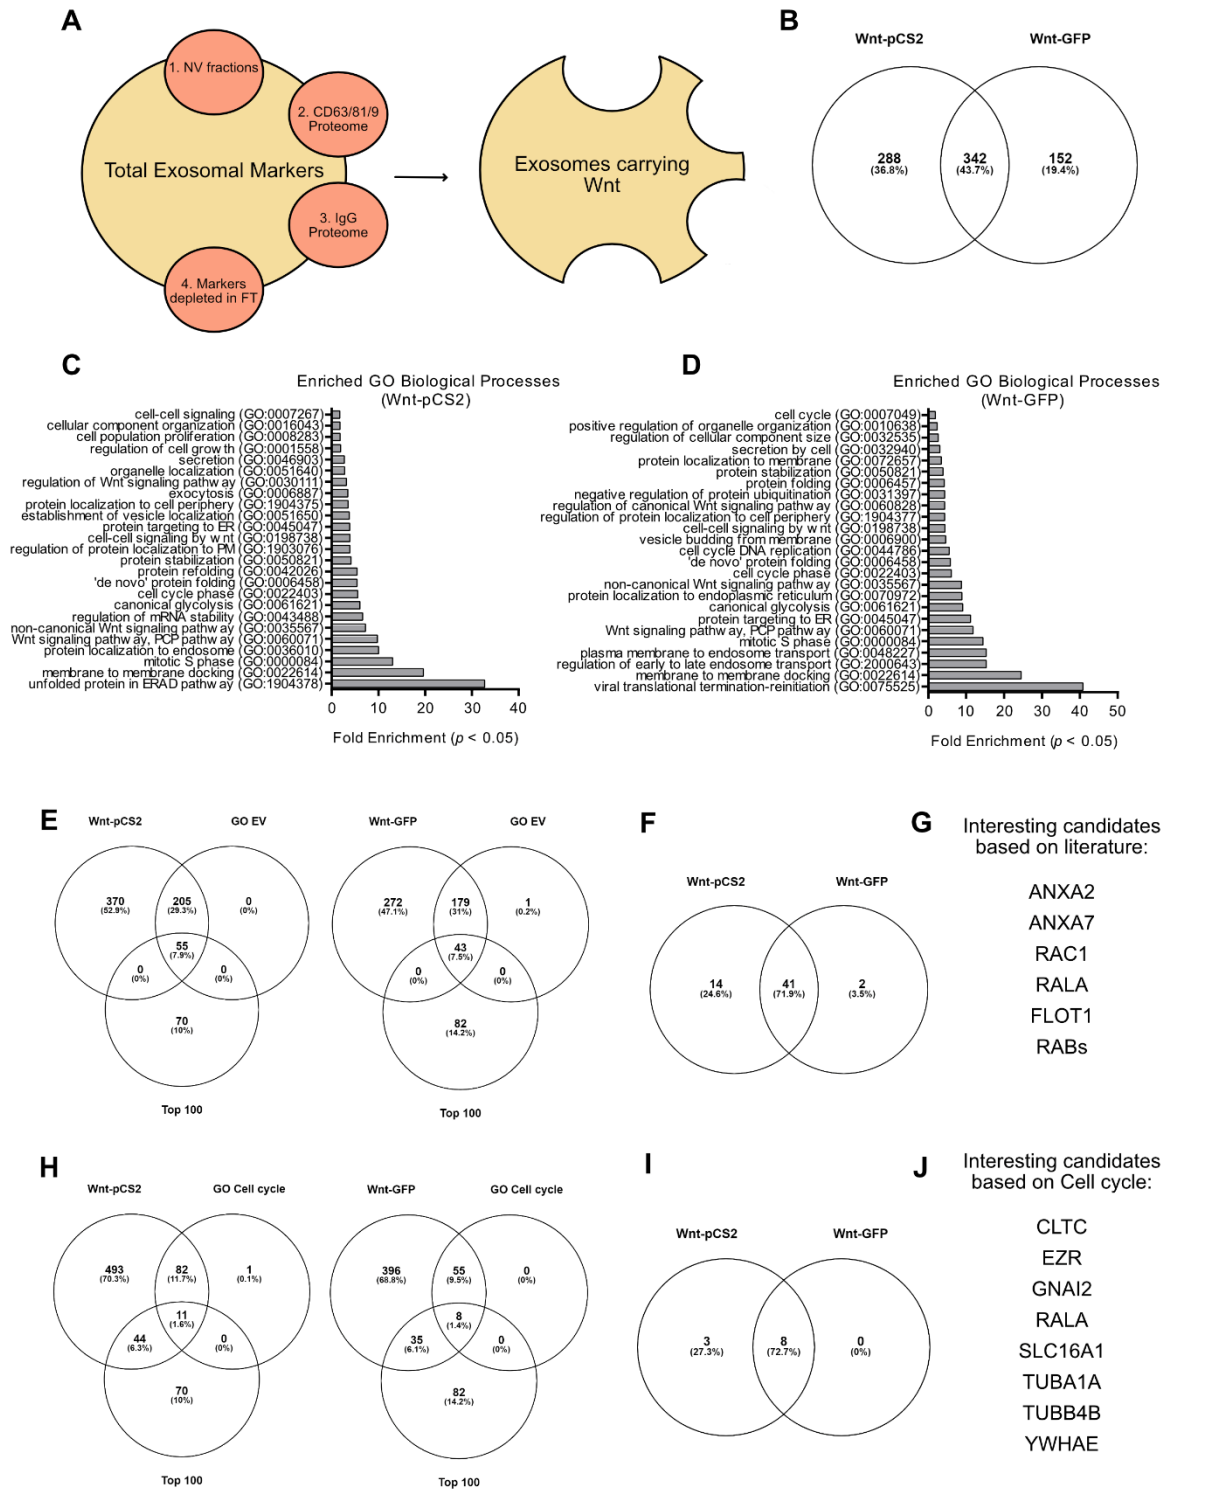 A
1. NV fractions
2. CD63/81/9
Proteome
Total Exosomal Markers
3. IgG
Proteome
4. Markers
depleted in FT
Exosomes carrying
Wnt
B
Wnt-pCS2
Wnt-GFP
288
(36.8%)
342
(43.7%)
152
(19.4%)
C
Enriched GO Biological Processes
(Wnt-pCS2)
cell-cell signaling (GO:0007267)
cellular component organization (GO:0016043)
cell population proliferation (GO:0008283)
regulation of cell growth (GO:0001558)
secretion (GO:0046903)
organelle localization (GO:0051640)
regulation of Wnt signaling pathway (GO:0030111)
exocytosis (GO:0006887)
protein localization to cell periphery (GO:1904375)
establishment of vesicle localization (GO:0051650)
protein targeting to ER (GO:0045047)
cell-cell signaling by wnt (GO:0198738)
regulation of protein localization to PM (GO:1903076)
protein stabilization (GO:0050821)
protein refolding (GO:0042026)
'de novo' protein folding (GO:0006458)
cell cycle phase (GO:0022403)
canonical glycolysis (GO:0061621)
regulation of mRNA stability (GO:0043488)
non-canonical Wnt signaling pathway (GO:0035567)
Wnt signaling pathway, PCP pathway (GO:0060071)
protein localization to endosome (GO:0036010)
mitotic S phase (GO:0000084)
membrane to membrane docking (GO:0022614)
unfolded protein in ERAD pathway (GO:1904378)
0 10 20 30 40
Fold Enrichment (p < 0.05)
D
Enriched GO Biological Processes
(Wnt-GFP)
cell cycle (GO:0007049)
positive regulation of organelle organization (GO:0010638)
regulation of cellular component size (GO:0032535)
secretion by cell (GO:0032940)
protein localization to membrane (GO:0072657)
protein stabilization (GO:0050821)
protein folding (GO:0006457)
negative regulation of protein ubiquitination (GO:0031397)
regulation of canonical Wnt signaling pathway (GO:0060828)
regulation of protein localization to cell periphery (GO:1904377)
cell-cell signaling by wnt (GO:0198738)
vesicle budding from membrane (GO:0006900)
cell cycle DNA replication (GO:0044786)
'de novo' protein folding (GO:0006458)
cell cycle phase (GO:0022403)
non-canonical Wnt signaling pathway (GO:0035567)
protein localization to endoplasmic reticulum (GO:0070972)
canonical glycolysis (GO:0061621)
protein targeting to ER (GO:0045047)
Wnt signaling pathway, PCP pathway (GO:0060071)
mitotic S phase (GO:0000084)
plasma membrane to endosome transport (GO:0048227)
regulation of early to late endosome transport (GO:2000643)
membrane to membrane docking (GO:0022614)
viral translational termination-reinitiation (GO:0075525)
0 10 20 30 40 50
Fold Enrichment (p < 0.05)
E
Wnt-pCS2
GO EV
370
(52.9%)
205
(29.3%)
0
(0%)
55
(7.9%)
0
(0%)
0
(0%)
70
(10%)
Top 100
Wnt-GFP
GO EV
272
(47.1%)
179
(31%)
1
(0.2%)
43
(7.5%)
0
(0%)
0
(0%)
82
(14.2%)
Top 100
F
Wnt-pCS2
Wnt-GFP
14
(24.6%)
41
(71.9%)
2
(3.5%)
G
Interesting candidates
based on literature:
ANXA2
ANXA7
RAC1
RALA
FLOT1
RABs
H
Wnt-pCS2
GO Cell cycle
493
(70.3%)
82
(11.7%)
1
(0.1%)
11
(1.6%)
44
(6.3%)
0
(0%)
70
(10%)
Top 100
Wnt-GFP
GO Cell cycle
396
(68.8%)
55
(9.5%)
0
(0%)
8
(1.4%)
35
(6.1%)
0
(0%)
82
(14.2%)
Top 100
I
Wnt-pCS2
Wnt-GFP
3
(27.3%)
8
(72.7%)
0
(0%)
J
Interesting candidates
based on Cell cycle:
CLTC
EZR
GNAI2
RALA
SLC16A1
TUBA1A
TUBB4B
YWHAE